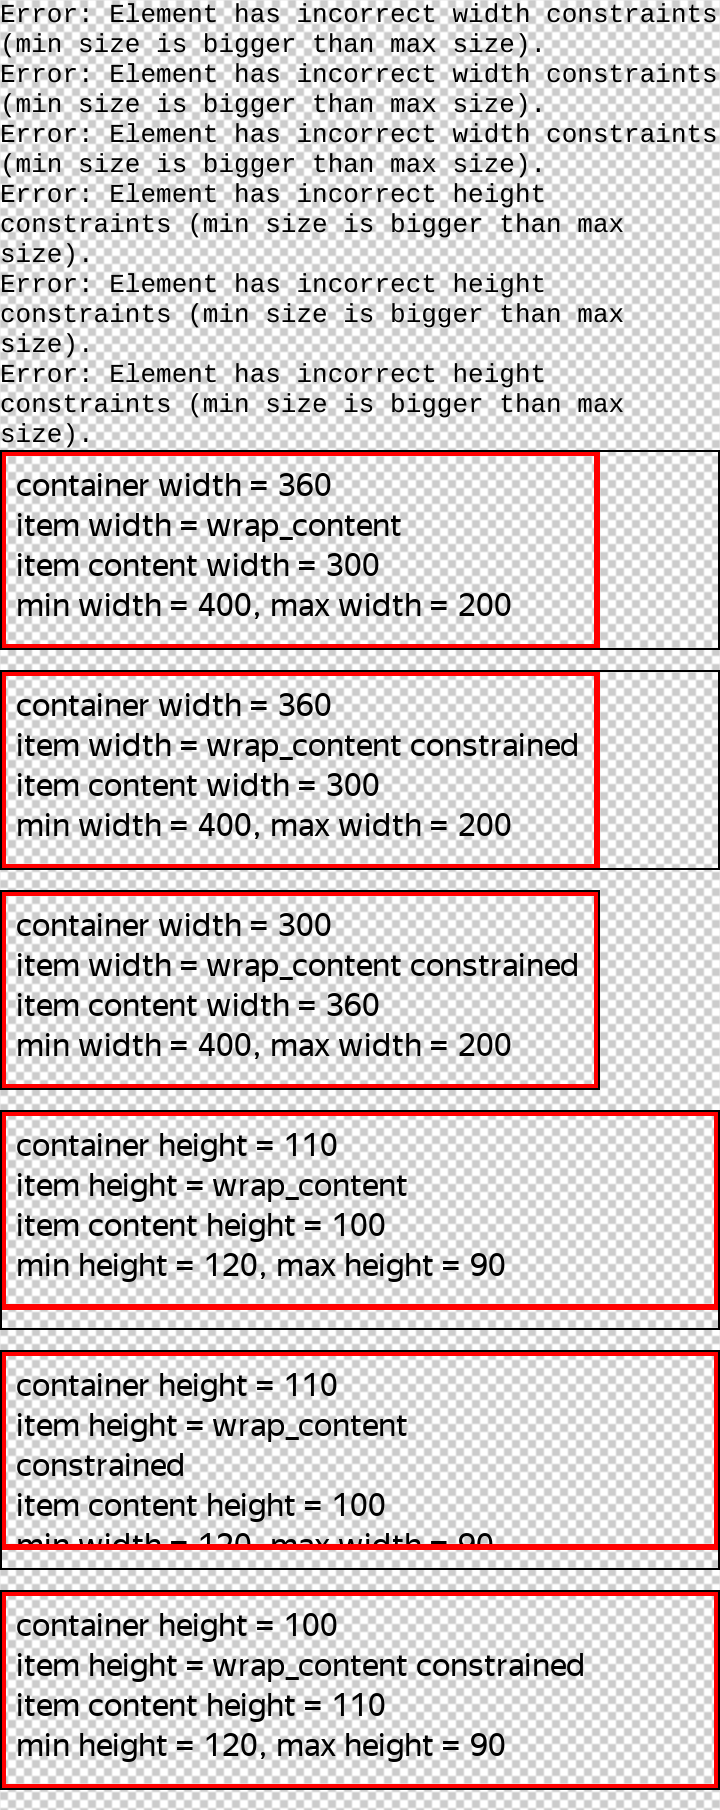 Error: Element has incorrect width constraints
(min size is bigger than max size).
Error: Element has incorrect width constraints
(min size is bigger than max size).
Error: Element has incorrect width constraints
(min size is bigger than max size).
Error: Element has incorrect height
constraints (min size is bigger than max
size).
Error: Element has incorrect height
constraints (min size is bigger than max
size).
Error: Element has incorrect height
constraints (min size is bigger than max
size).
container width = 360
item width = wrap_content
item content width = 300
min width = 400, max width = 200
container width = 360
item width = wrap_content constrained
item content width = 300
min width = 400, max width = 200
container width = 300
item width = wrap_content constrained
item content width = 360
min width = 400, max width = 200
container height = 110
item height = wrap_content
item content height = 100
min height = 120, max height = 90
container height = 110
item height = wrap_content
constrained
item content height = 100
min width = 120, max width = 90
container height = 100
item height = wrap_content constrained
item content height = 110
min height = 120, max height = 90